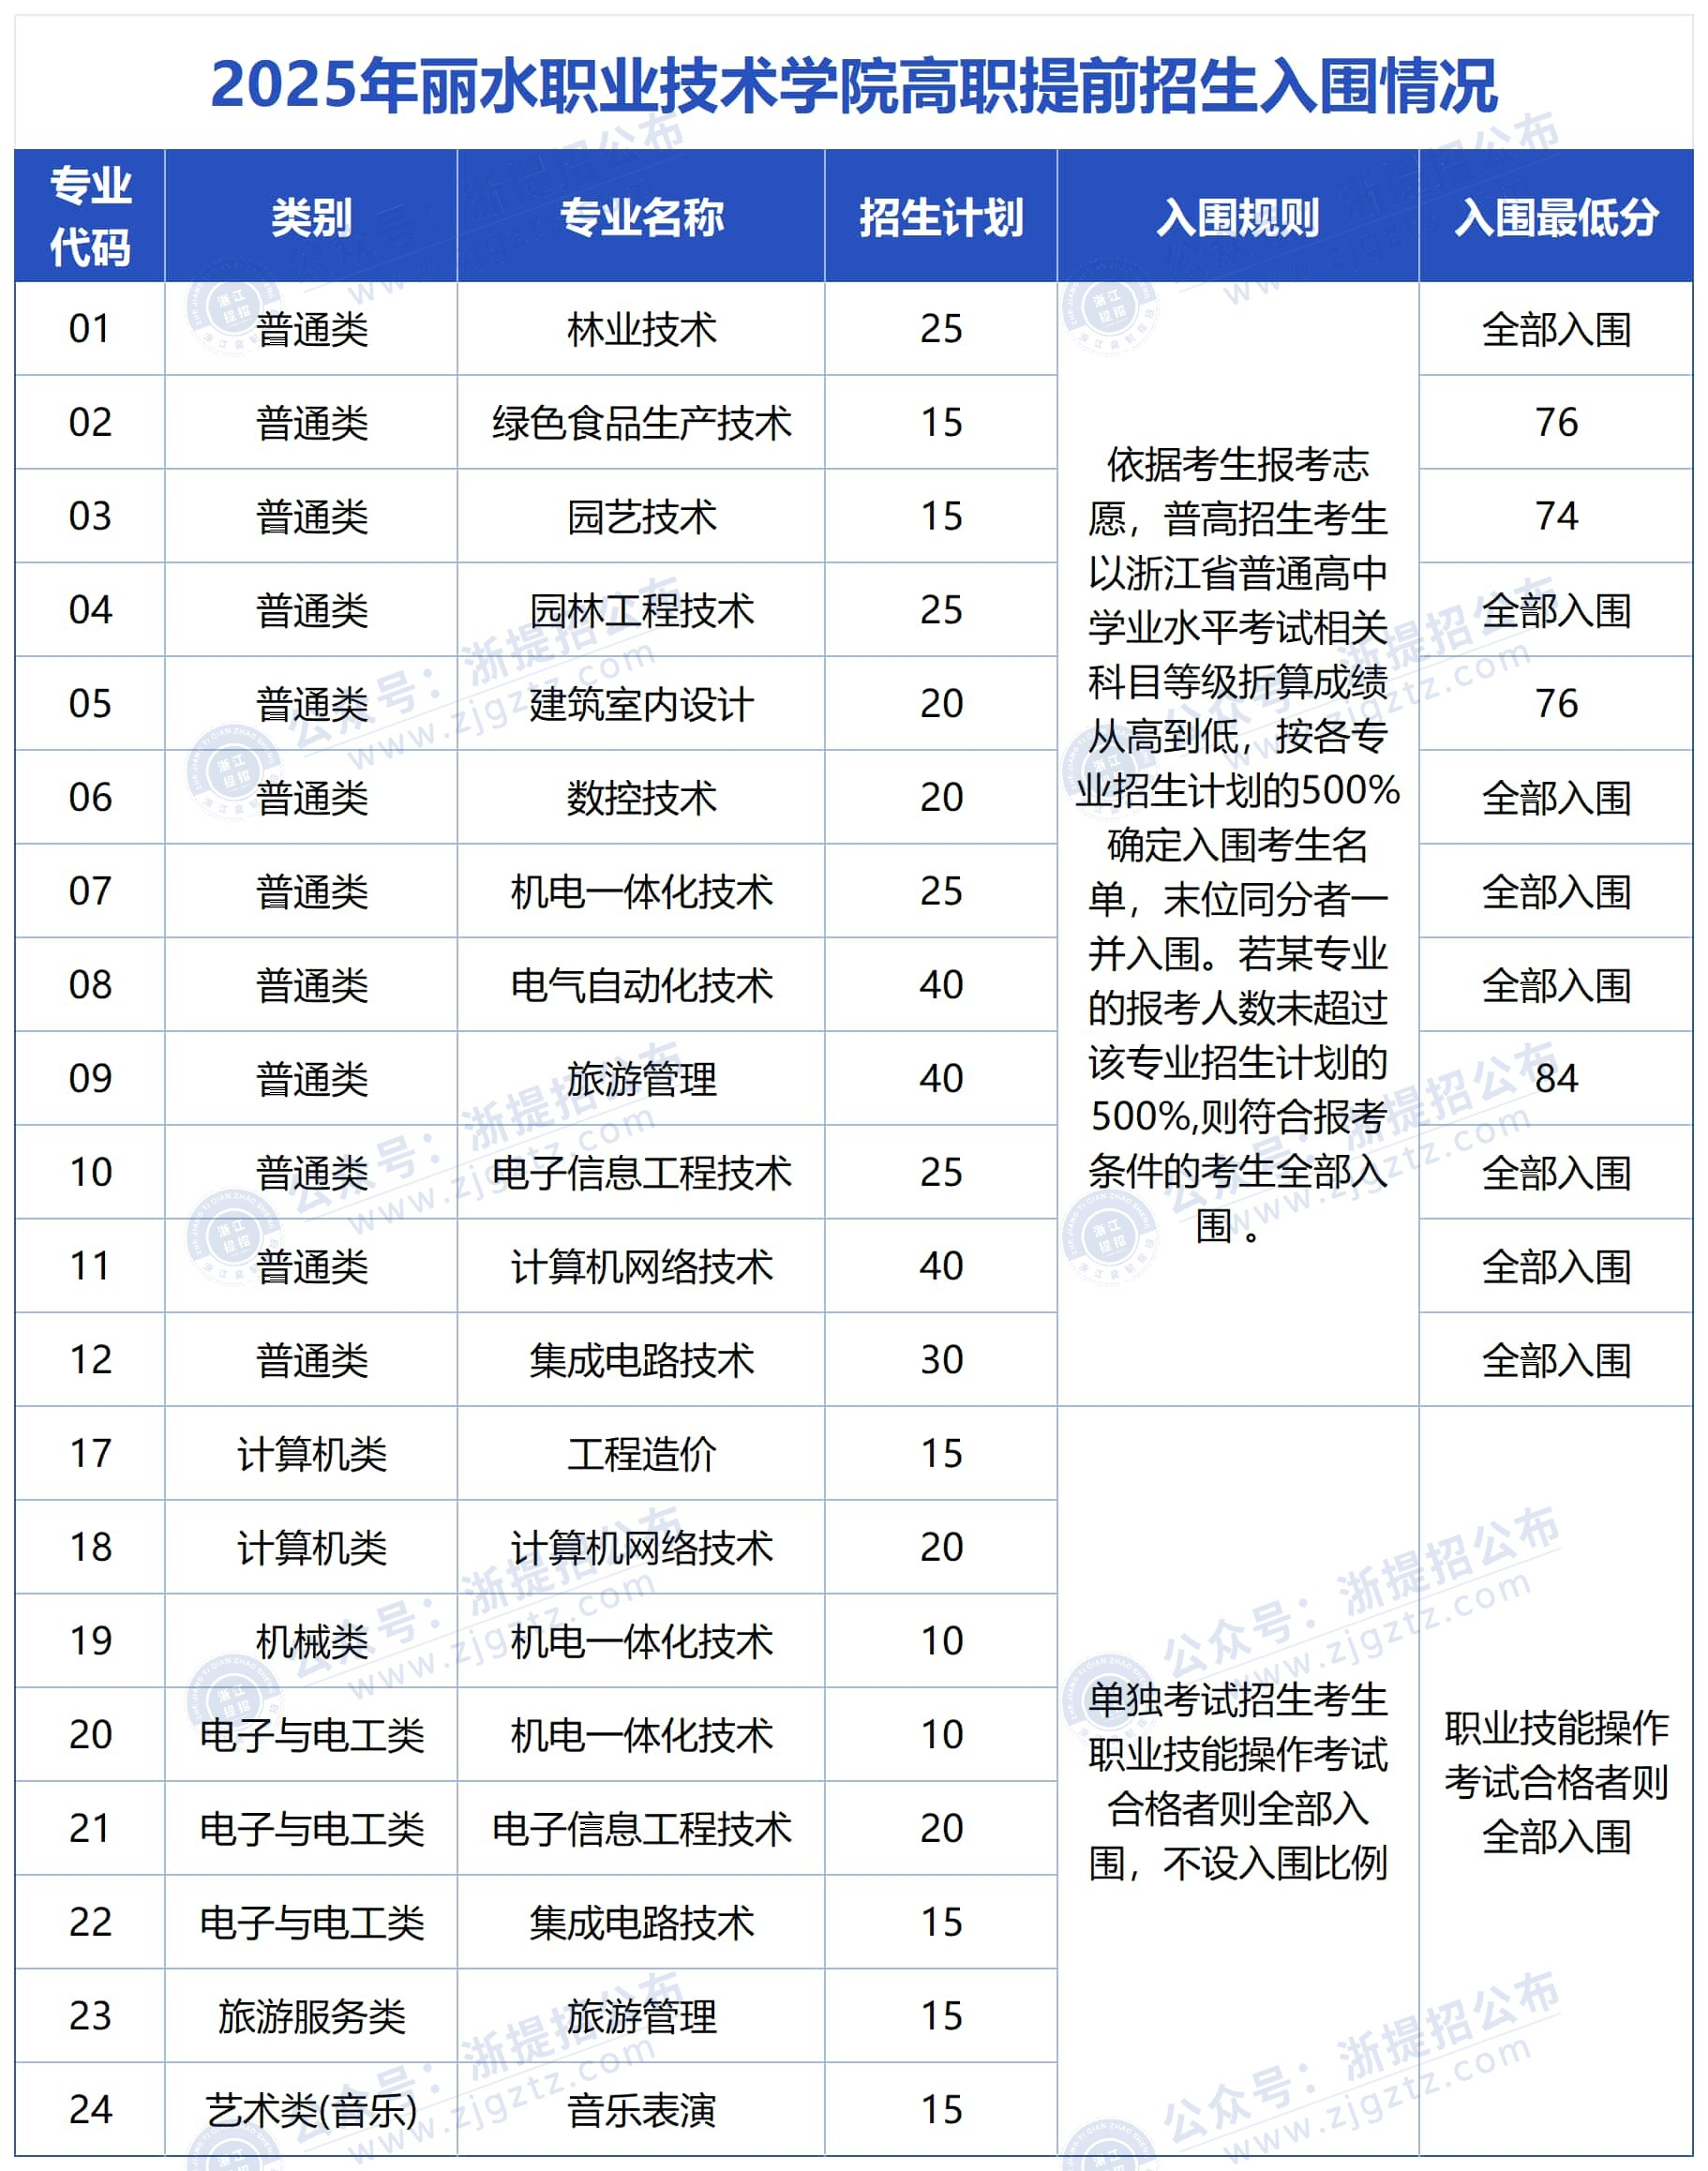 2025年丽水职业技术学院高职提前招生入围情况
专业代码 类别 专业名称 招生计划 入围规则 入围最低分
01 普通类 林业技术 25 全部入围
02 普通类 绿色食品生产技术 15 76
03 普通类 园艺技术 15 74
04 普通类 园林工程技术 25 全部入围
05 普通类 建筑室内设计 20 76
06 普通类 数控技术 20 全部入围
07 普通类 机电一体化技术 25 全部入围
08 普通类 电气自动化技术 40 全部入围
09 普通类 旅游管理 40 84
10 普通类 电子信息工程技术 25 全部入围
11 普通类 计算机网络技术 40 全部入围
12 普通类 集成电路技术 30 全部入围
依据考生报考志
愿，普高招生考生
以浙江省普通高中
学业水平考试相关
科目等级折算成绩
从高到低，按各专
业招生计划的500%
确定入围考生名
单，末位同分者一
并入围。若某专业
的报考人数未超过
该专业招生计划的
500%,则符合报考
条件的考生全部入
围 。
17 计算机类 工程造价 15
18 计算机类 计算机网络技术 20
19 机械类 机电一体化技术 10
20 电子与电工类 机电一体化技术 10
21 电子与电工类 电子信息工程技术 20
22 电子与电工类 集成电路技术 15
23 旅游服务类 旅游管理 15
24 艺术类(音乐) 音乐表演 15
单独考试招生考生
职业技能操作考试
合格者则全部入
围，不设入围比例
职业技能操作
考试合格者则
全部入围
公众号：浙提招公布
www.zjgztz.com